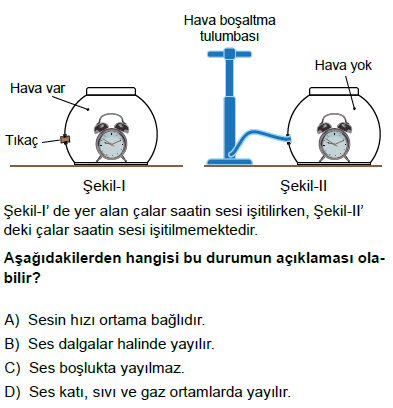 Hava boşaltma
tulumbası
Hava var
Hava yok
Tıkaç
Şekil-I
Şekil-II
Şekil-I’ de yer alan çalar saatin sesi işitilirken, Şekil-II’
deki çalar saatin sesi işitilmemektedir.
Aşağıdakilerden hangisi bu durumun açıklaması ola-
bilir?
A) Sesin hızı ortama bağlıdır.
B) Ses dalgalar halinde yayılır.
C) Ses boşlukta yayılmaz.
D) Ses katı, sıvı ve gaz ortamlarda yayılır.